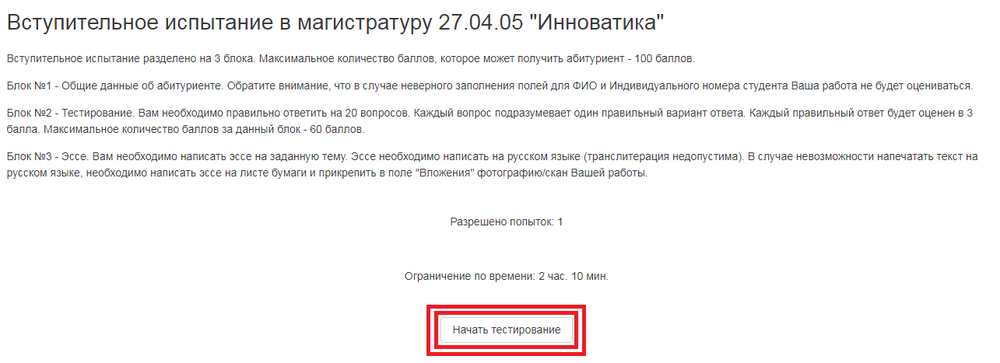 Вступительное испытание в магистратуру 27.04.05 "Инноватика"
Вступительное испытание разделено на 3 блока. Максимальное количество баллов, которое может получить абитуриент - 100 баллов.
Блок №1 - Общие данные об абитуриенте. Обратите внимание, что в случае неверного заполнения полей для ФИО и Индивидуального номера студента Ваша работа не будет оцениваться.
Блок №2 - Тестирование. Вам необходимо правильно ответить на 20 вопросов. Каждый вопрос подразумевает один правильный вариант ответа. Каждый правильный ответ будет оценен в 3
балла. Максимальное количество баллов за данный блок - 60 баллов.
Блок №3 - Эссе. Вам необходимо написать эссе на заданную тему. Эссе необходимо написать на русском языке (транслитерация недопустима). В случае невозможности напечатать текст на
русском языке, необходимо написать эссе на листе бумаги и прикрепить в поле "Вложения" фотографию/скан Вашей работы.
Разрешено попыток: 1
Ограничение по времени: 2 час. 10 мин.
Начать тестирование